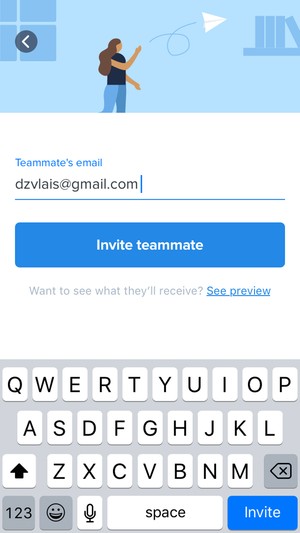 Teammate's email
dzvlais@gmail.com
Invite teammate
Want to see what they'll receive? See preview
Q W E R T Y U I O P
A S D F G H J K L
Z X C V B N M
123 space Invite